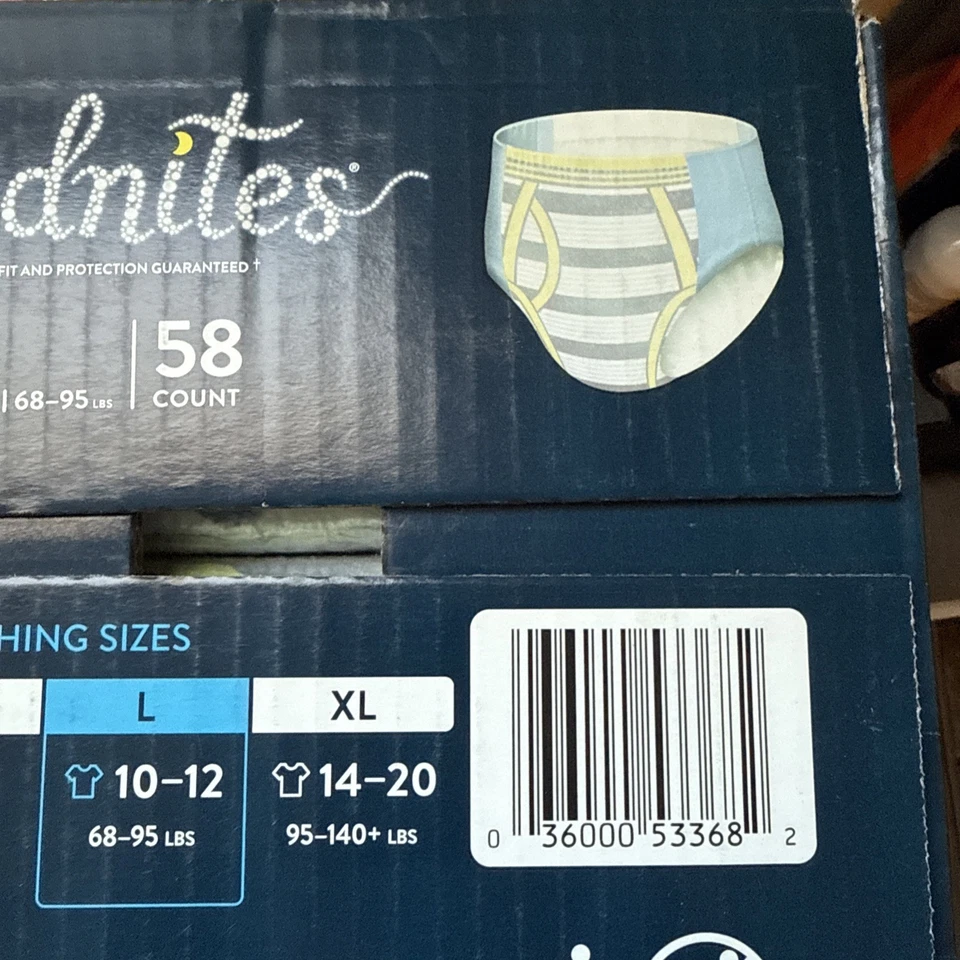 dnites®
FIT AND PROTECTION GUARANTEED †
68–95 LBS
58
COUNT
HING SIZES
L
XL
10–12
14–20
68–95 LBS
95–140+ LBS
0 36000 53368 2